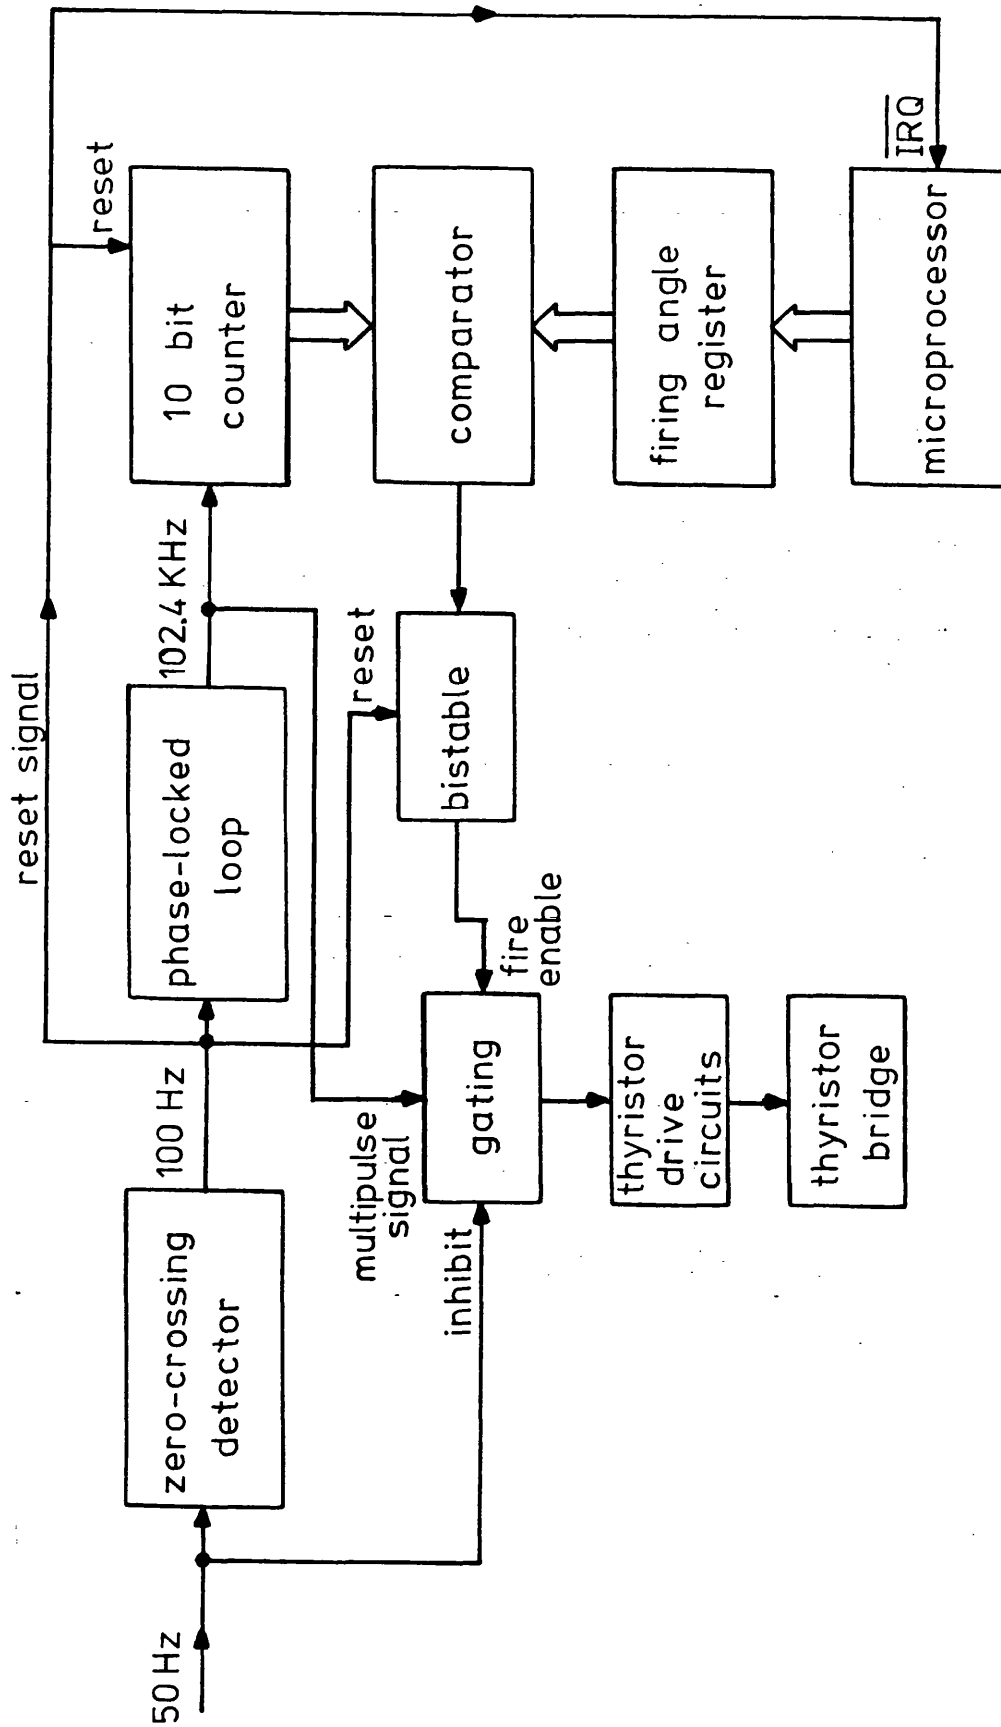 reset signal
reset
50 Hz
zero-crossing
detector
100 Hz
phase-locked
loop
102.4 KHz
10 bit
counter
multipulse
signal
reset
inhibit
gating
fire
enable
bistable
comparator
thyristor
drive
circuits
firing angle
register
thyristor
bridge
microprocessor
IRQ